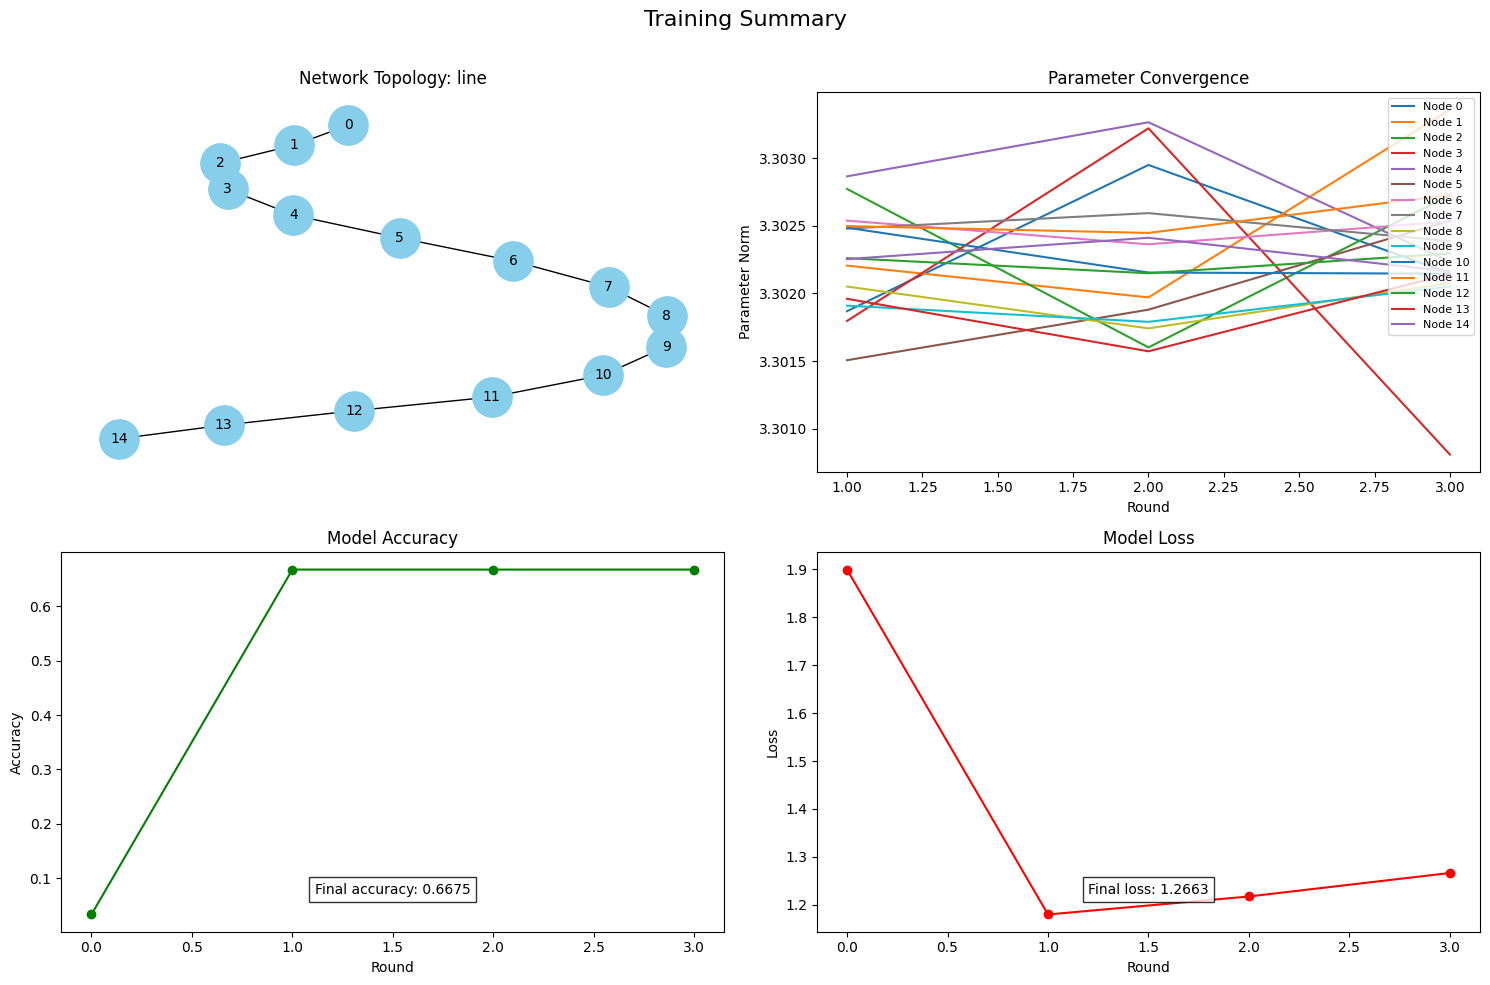 Training Summary
Network Topology: line
0
1
2
3
4
5
6
7
8
9
10
11
12
13
14
Parameter Convergence
Parameter Norm
3.3030
3.3025
3.3020
3.3015
3.3010
Node 0
Node 1
Node 2
Node 3
Node 4
Node 5
Node 6
Node 7
Node 8
Node 9
Node 10
Node 11
Node 12
Node 13
Node 14
1.00 1.25 1.50 1.75 2.00 2.25 2.50 2.75 3.00
Round
Model Accuracy
Accuracy
0.6
0.5
0.4
0.3
0.2
0.1
Final accuracy: 0.6675
0.0 0.5 1.0 1.5 2.0 2.5 3.0
Round
Model Loss
Loss
1.9
1.8
1.7
1.6
1.5
1.4
1.3
1.2
Final loss: 1.2663
0.0 0.5 1.0 1.5 2.0 2.5 3.0
Round